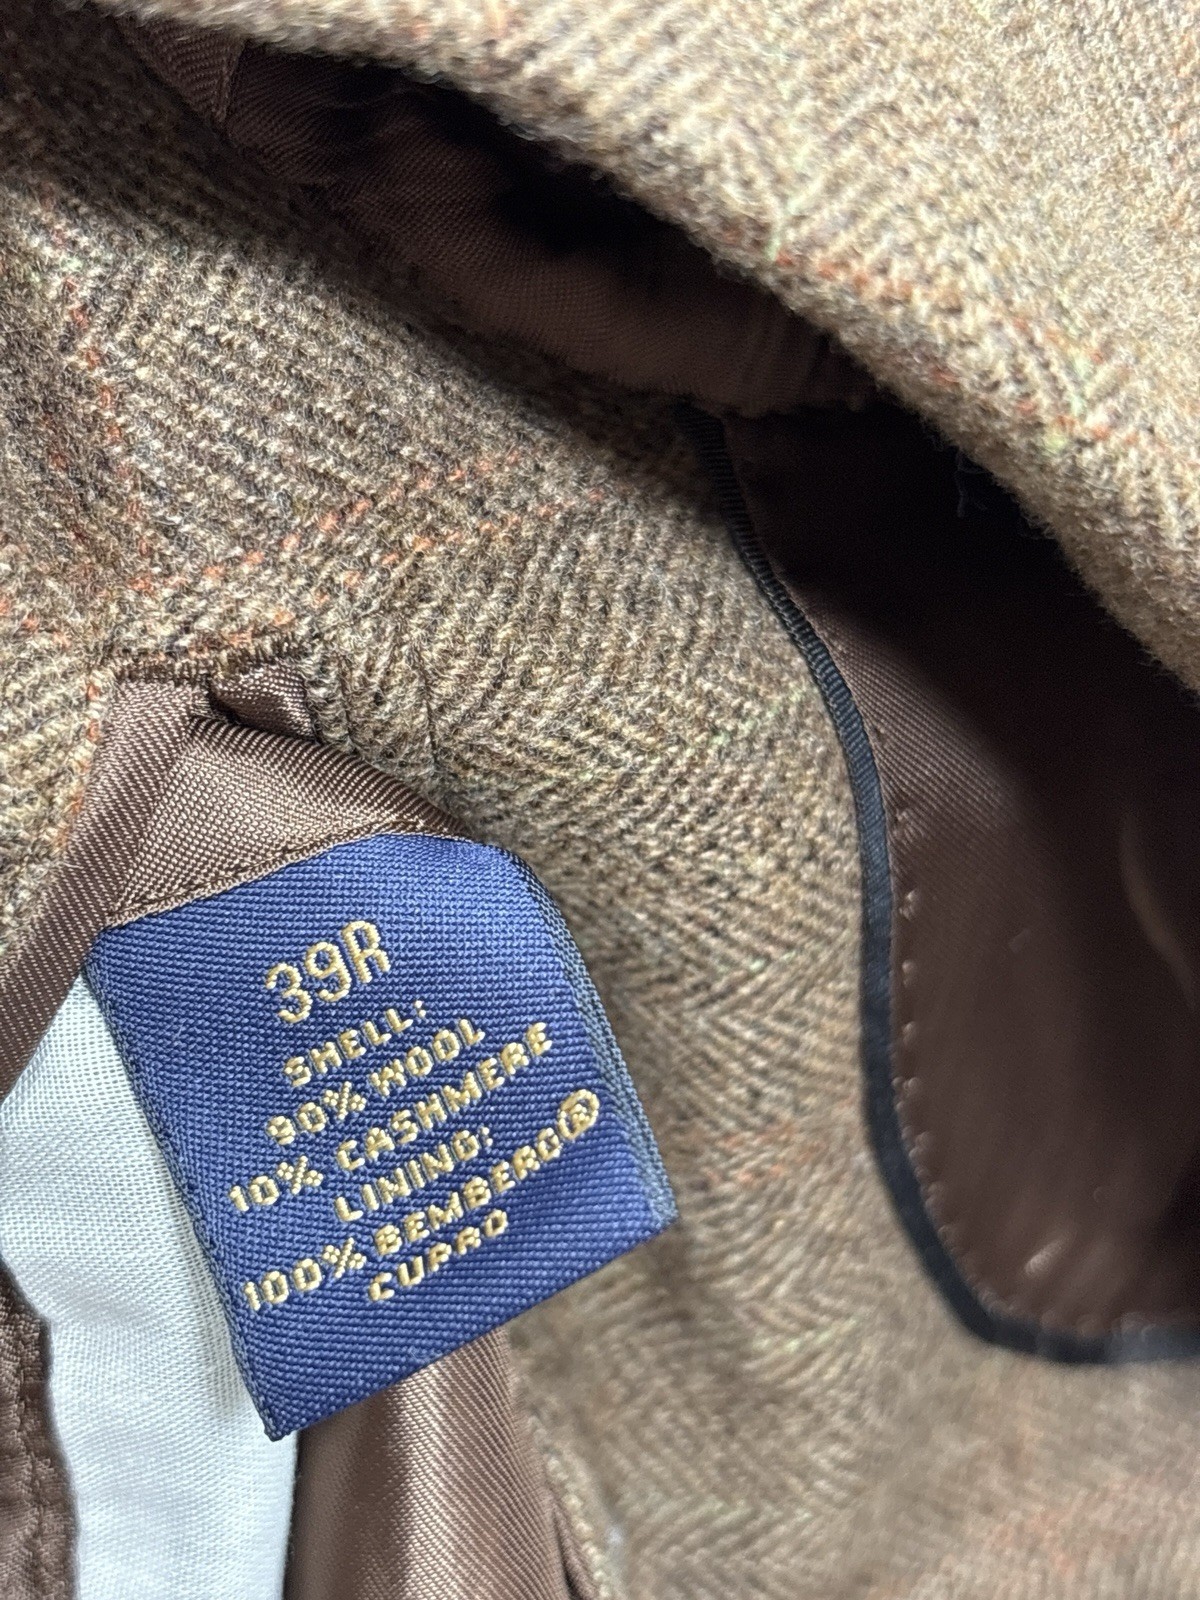 39R
SHELL:
90% WOOL
10% CASHMERE
LINING:
100% BEMBERG®
CUPRO